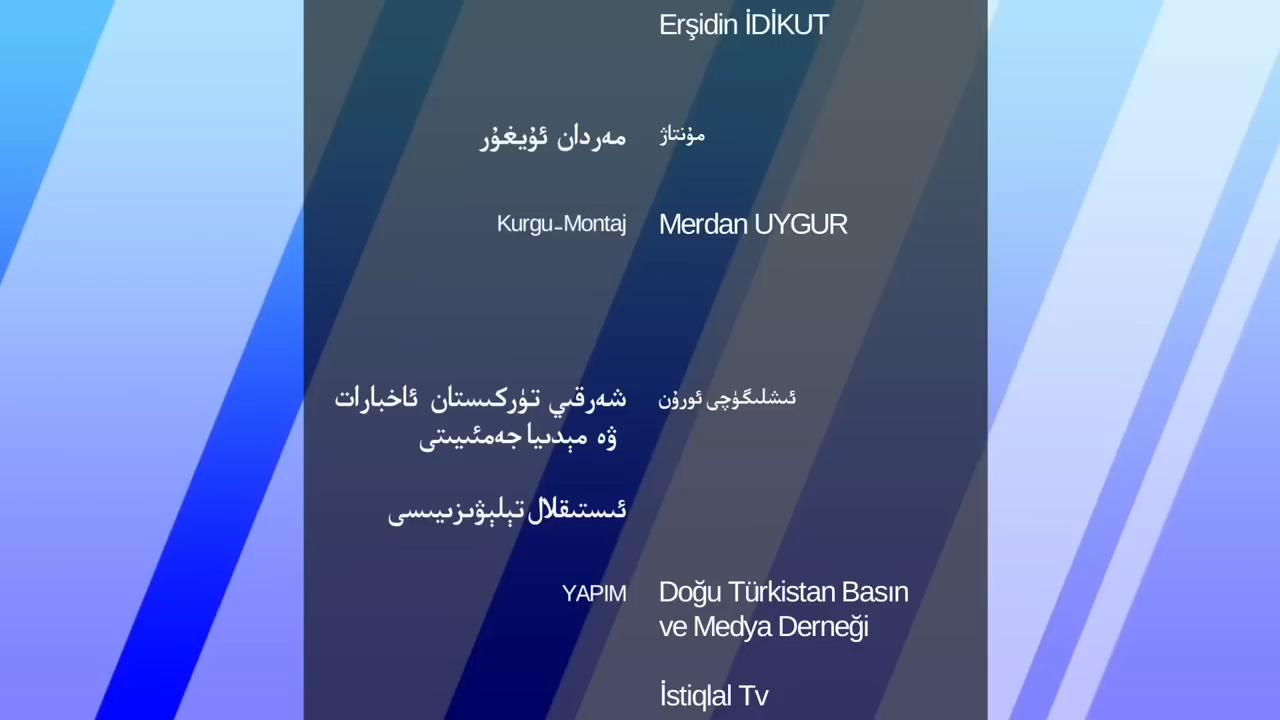 Erşidin İDİKUT
مۇنتاژ
مەردان ئۇيغۇر
Kurgu-Montaj
Merdan UYGUR
ئىشلىگۈچى ئورۇن
شەرقىي تۈركىستان ئاخبارات
ۋە مېدىيا جەمئىيىتى
ئىستىقلال تېلېۋىزىيىسى
YAPIM
Doğu Türkistan Basın
ve Medya Derneği
İstiqlal Tv